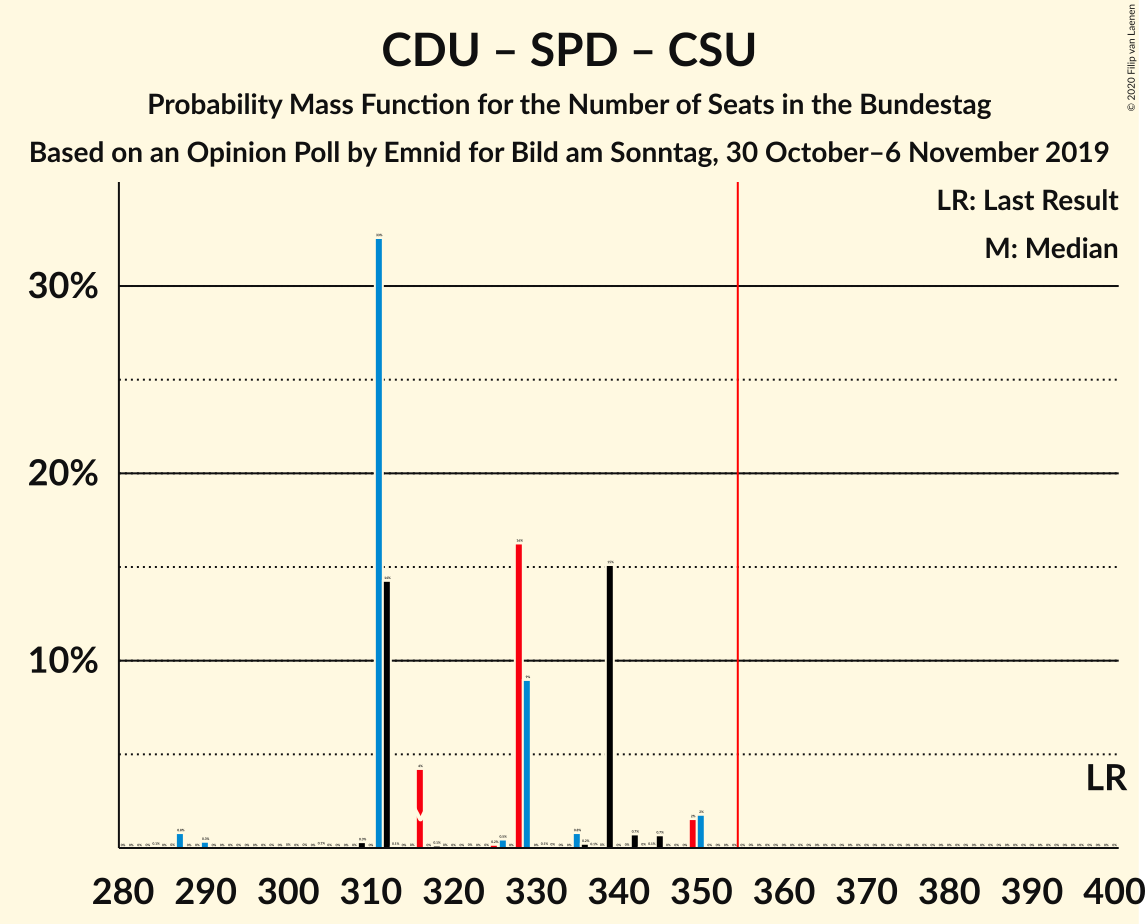 CDU – SPD – CSU
Probability Mass Function for the Number of Seats in the Bundestag
Based on an Opinion Poll by Emnid for Bild am Sonntag, 30 October–6 November 2019
© 2020 Filip van Laenen
LR: Last Result
M: Median
30%
20%
10%
LR
280 290 300 310 320 330 340 350 360 370 380 390 400